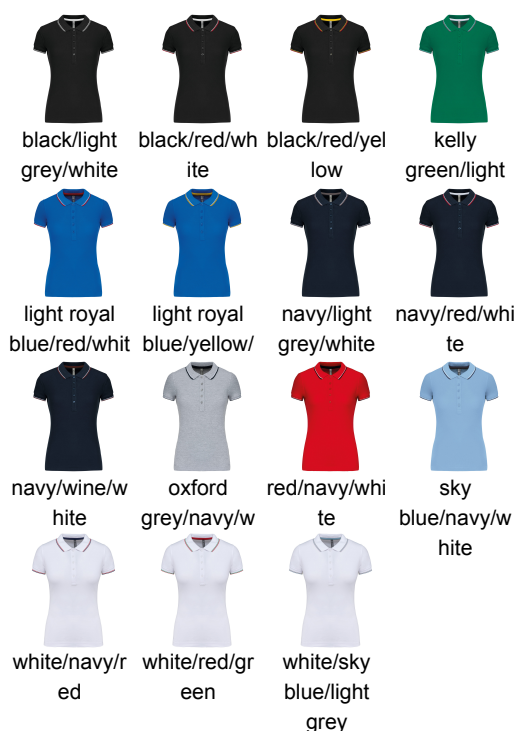 black/light
grey/white
black/red/wh
ite
black/red/yel
low
kelly
green/light
light royal
blue/red/whit
light royal
blue/yellow/
navy/light
grey/white
navy/red/whi
te
navy/wine/w
hite
oxford
grey/navy/w
red/navy/whi
te
sky
blue/navy/w
hite
white/navy/r
ed
white/red/gr
een
white/sky
blue/light
grey